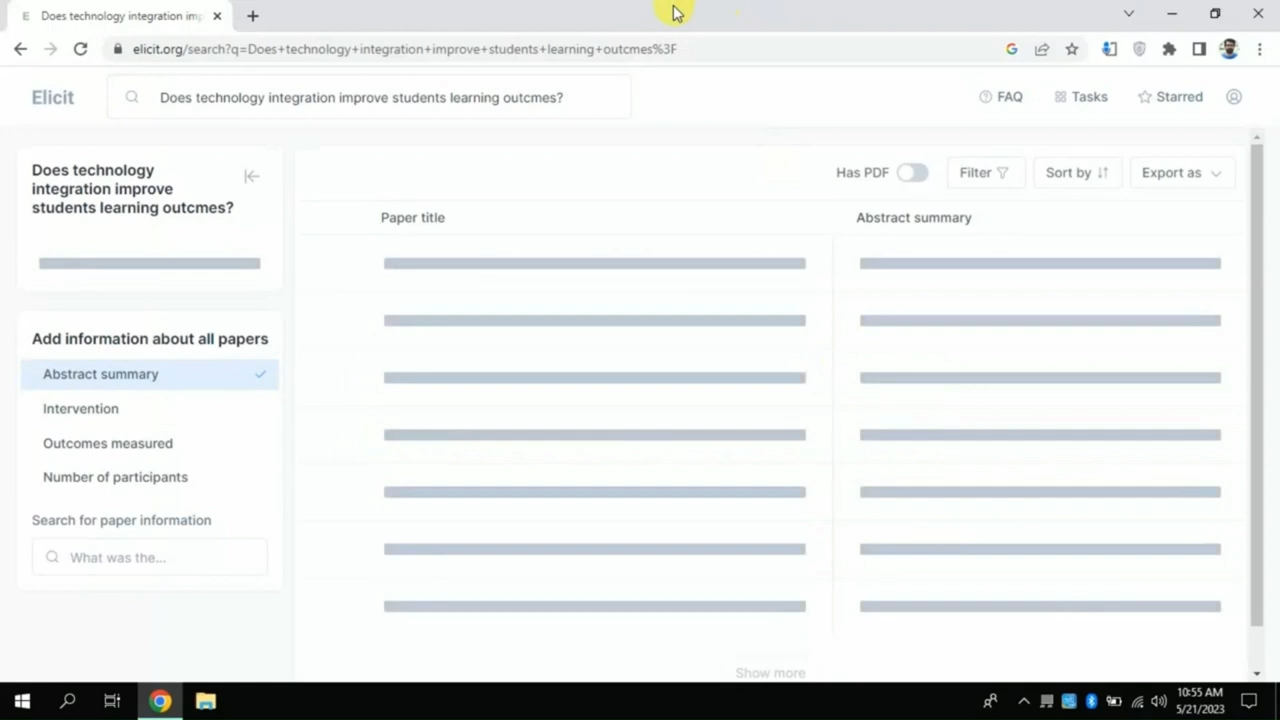 E Does technology integration imp
elicit.org/search?q=Does+technology+integration+improve+students+learning+outcmes%3F
Elicit
Does technology integration improve students learning outcmes?
FAQ
Tasks
Starred
Does technology
integration improve
students learning outcmes?
Has PDF
Filter
Sort by
Export as
Paper title
Abstract summary
Add information about all papers
Abstract summary
Intervention
Outcomes measured
Number of participants
Search for paper information
What was the...
Show more
10:55 AM
5/21/2023